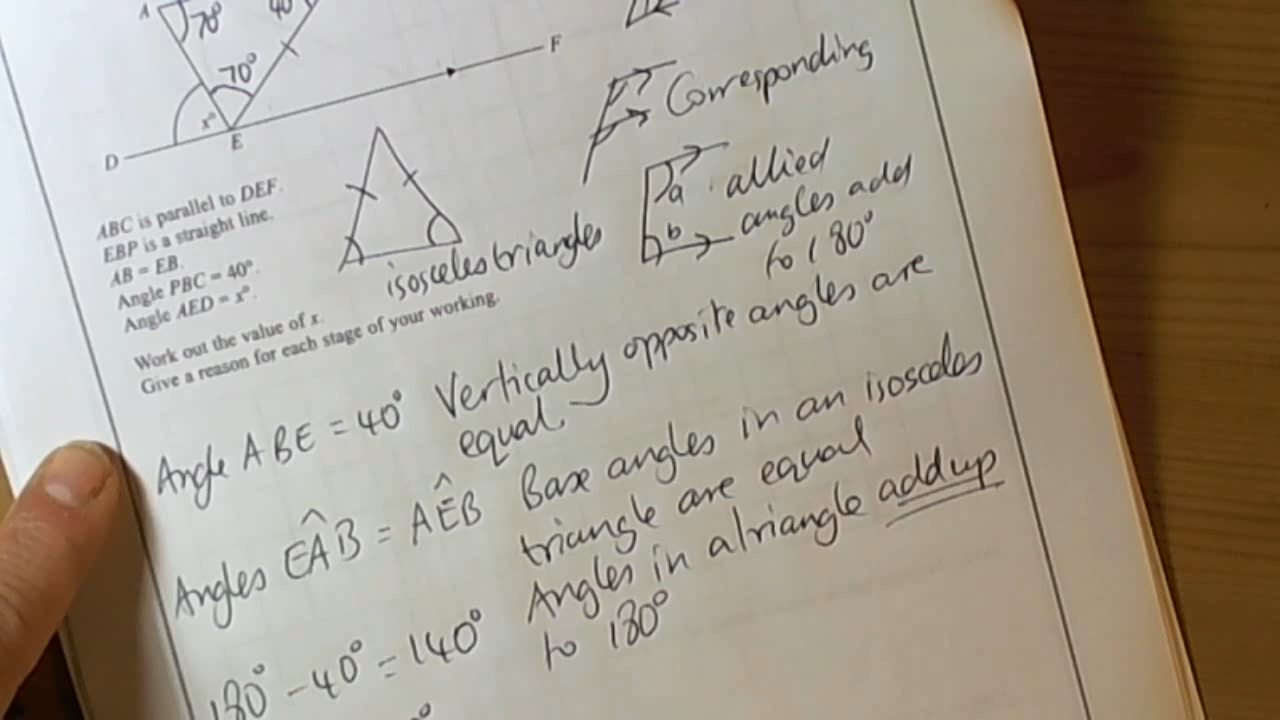 A
70°
40°
70°
F
x°
D
E
Corresponding
a allied
b angles add
to 180°
ABC is parallel to DEF.
EBP is a straight line.
AB = EB.
Angle PBC = 40°.
Angle AED = x°.
isosceles triangles
Work out the value of x.
Give a reason for each stage of your working.
Angle ABE = 40° Vertically opposite angles are
equal.
Angles EÂB = AÊB Base angles in an isosceles
triangle are equal
180° - 40° = 140° Angles in a triangle add up
to 180°